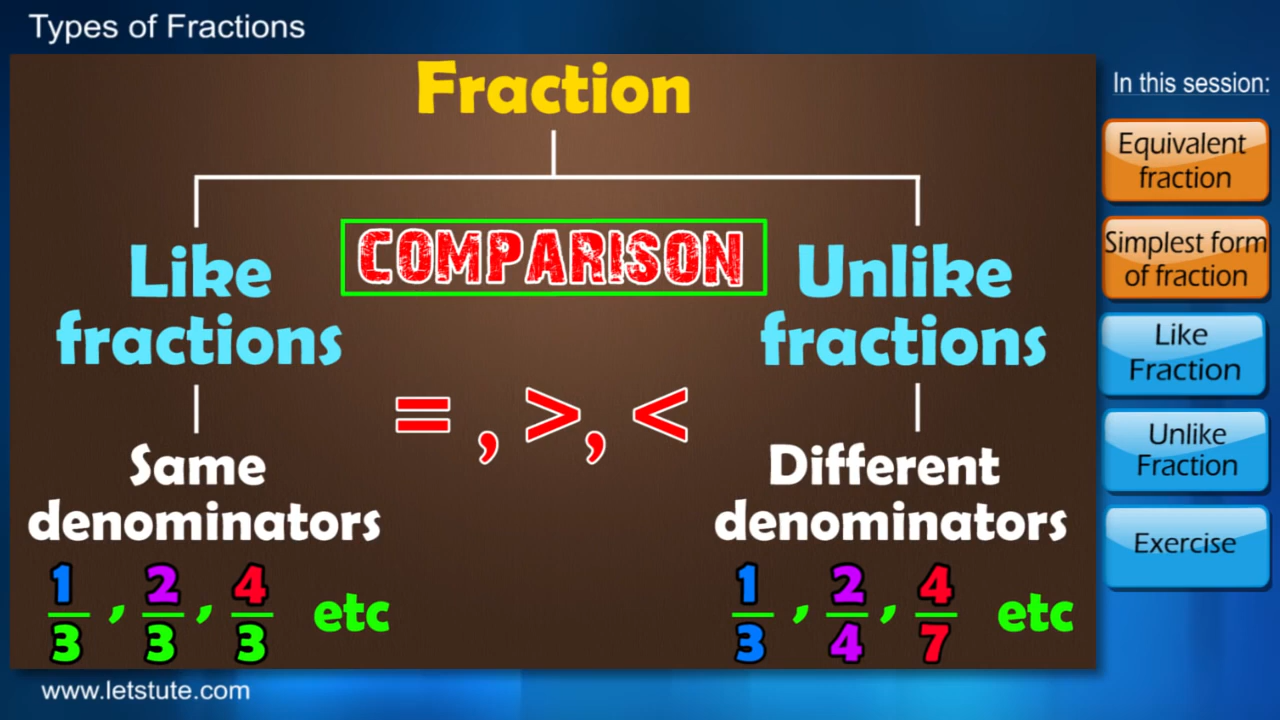 Types of Fractions
Fraction
In this session:
Equivalent
fraction
Simplest form
of fraction
Like
Fraction
Unlike
Fraction
Exercise
COMPARISON
Like
fractions
Unlike
fractions
= , > , <
Same
denominators
Different
denominators
1/3 , 2/3 , 4/3 etc
1/3 , 2/4 , 4/7 etc
www.letstute.com